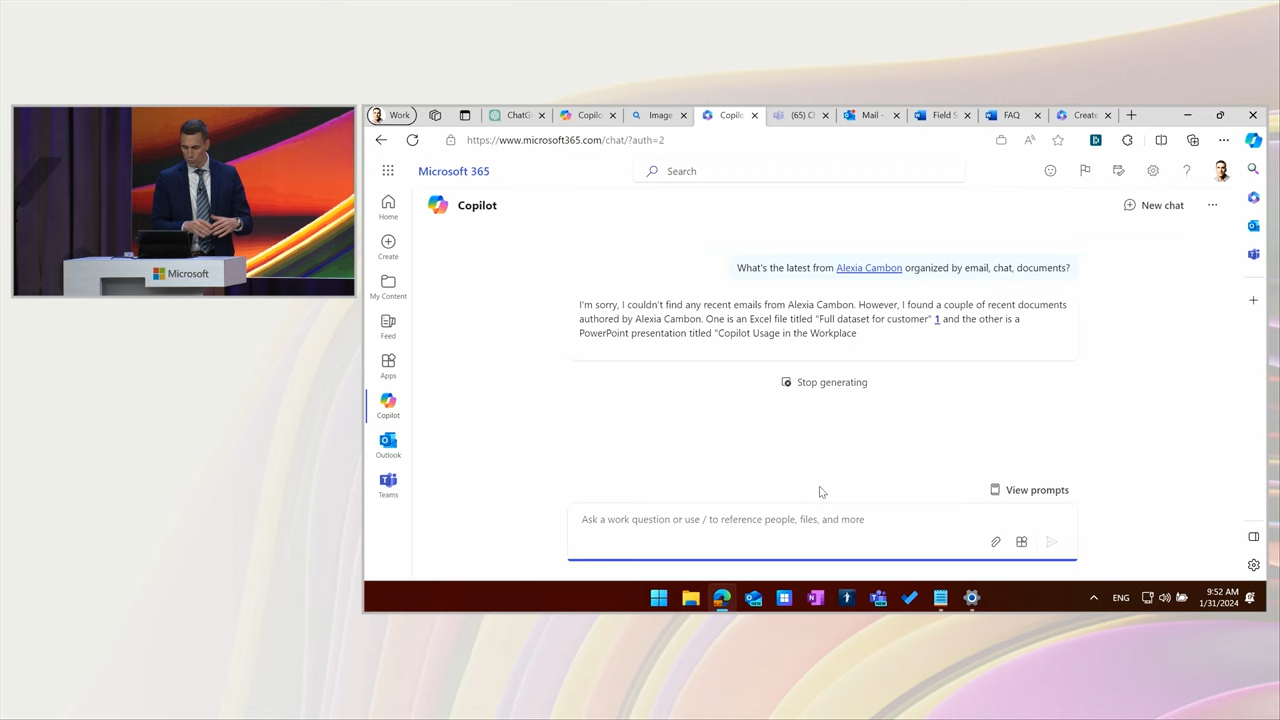 Microsoft
Work
ChatG
Copilo
Image
Copilo
(65) C
Mail -
Field S
FAQ
Create
https://www.microsoft365.com/chat/?auth=2
Microsoft 365
Search
Copilot
New chat
Home
Create
My Content
Feed
Apps
Copilot
Outlook
Teams
What's the latest from Alexia Cambon organized by email, chat, documents?
I'm sorry, I couldn't find any recent emails from Alexia Cambon. However, I found a couple of recent documents
authored by Alexia Cambon. One is an Excel file titled "Full dataset for customer" 1 and the other is a
PowerPoint presentation titled "Copilot Usage in the Workplace
Stop generating
View prompts
Ask a work question or use / to reference people, files, and more
ENG
9:52 AM
1/31/2024